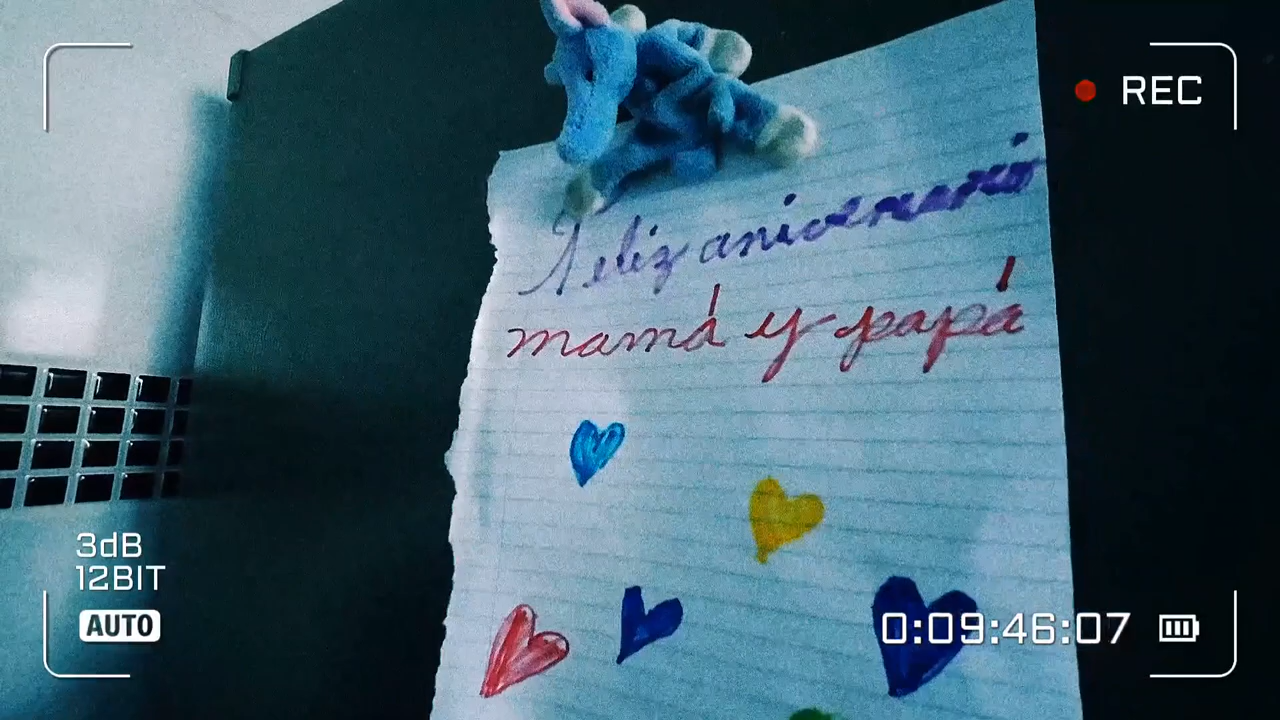 REC
Feliz aniversario
mamá y papá
3dB
12BIT
AUTO
0:09:46:07